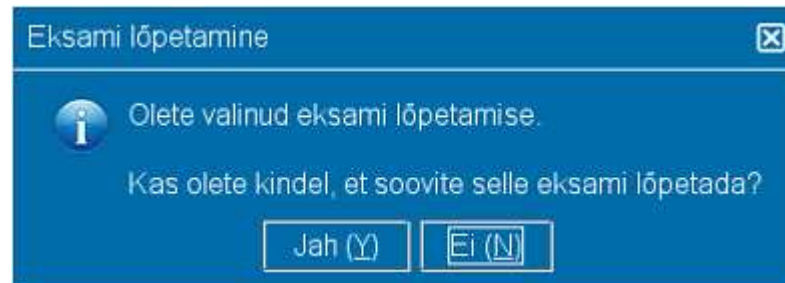 Eksami lõpetamine
Olete valinud eksami lõpetamise.
Kas olete kindel, et soovite selle eksami lõpetada?
Jah (Y) Ei (N)